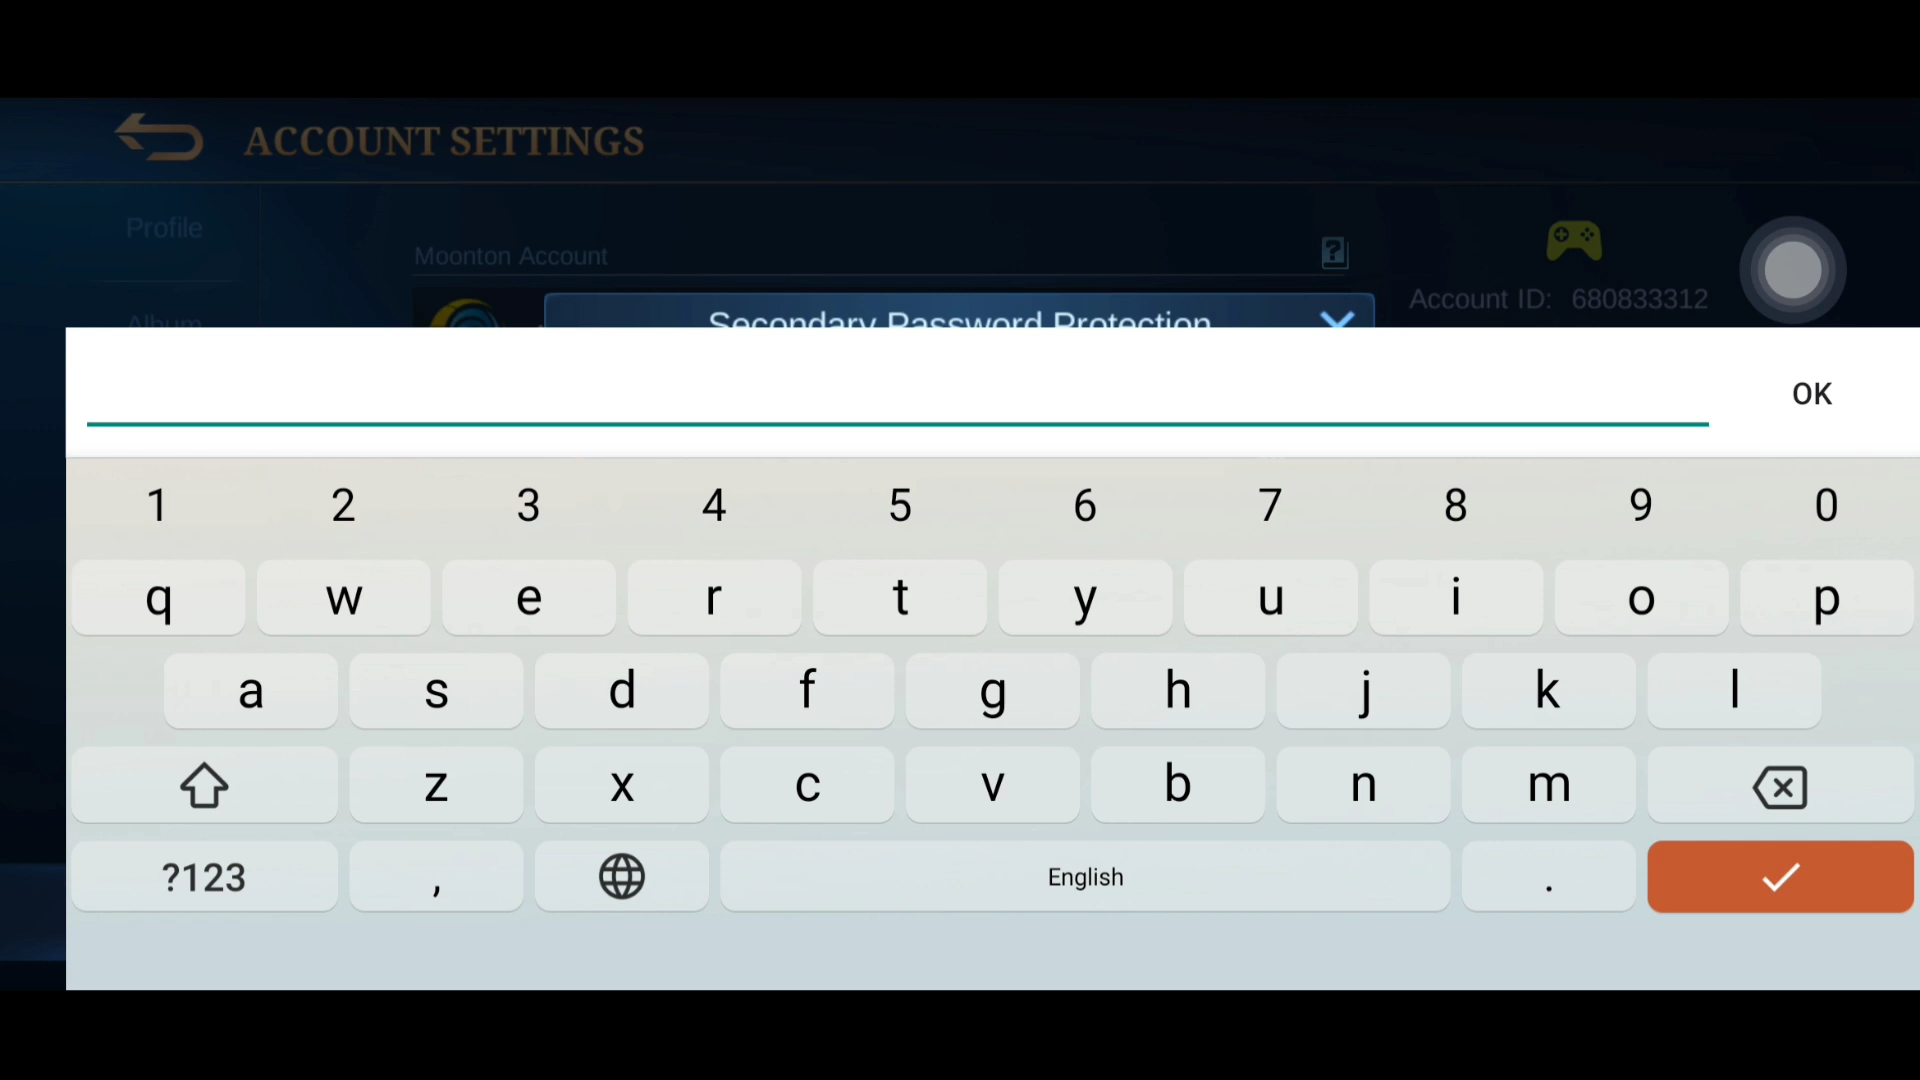 ACCOUNT SETTINGS
Profile
Moonton Account
Account ID: 680833312
Album
Secondary Password Protection
OK
1 2 3 4 5 6 7 8 9 0
q w e r t y u i o p
a s d f g h j k l
z x c v b n m
?123 , English .